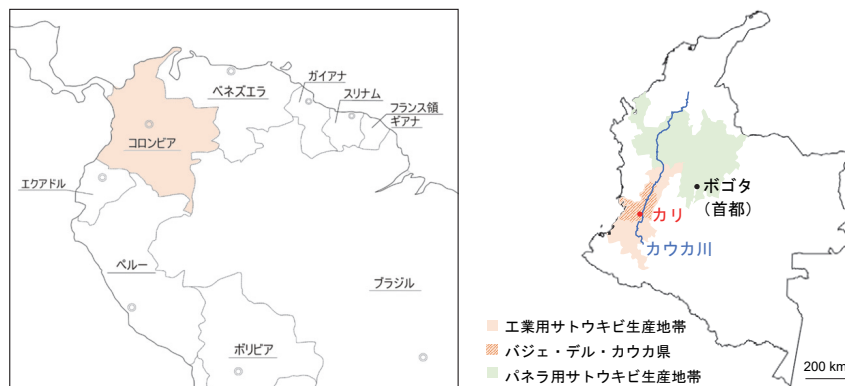 ベネズエラ
ガイアナ
スリナム
フランス領
ギアナ
コロンビア
エクアドル
ペルー
ブラジル
ボリビア
ボゴタ
（首都）
カリ
カウカ川
工業用サトウキビ生産地帯
バジェ・デル・カウカ県
パネラ用サトウキビ生産地帯
200 km